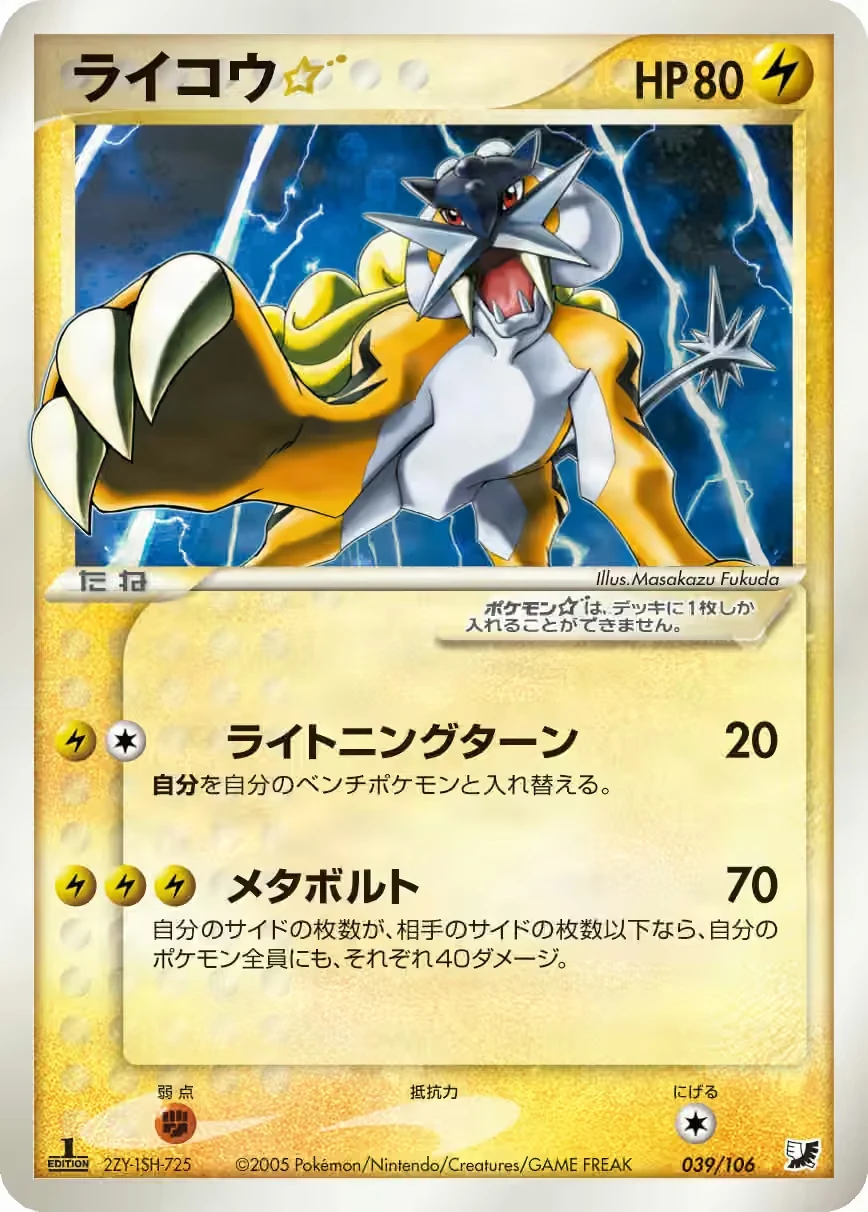 ライコウ☆
HP80
たね
Illus.Masakazu Fukuda
ポケモン☆は、デッキに1枚しか
入れることができません。
ライトニングターン 20
自分を自分のベンチポケモンと入れ替える。
メタボルト 70
自分のサイドの枚数が、相手のサイドの枚数以下なら、自分の
ポケモン全員にも、それぞれ40ダメージ。
弱点 抵抗力 にげる
1 EDITION 2ZY-1SH-725 ©2005 Pokémon/Nintendo/Creatures/GAME FREAK 039/106